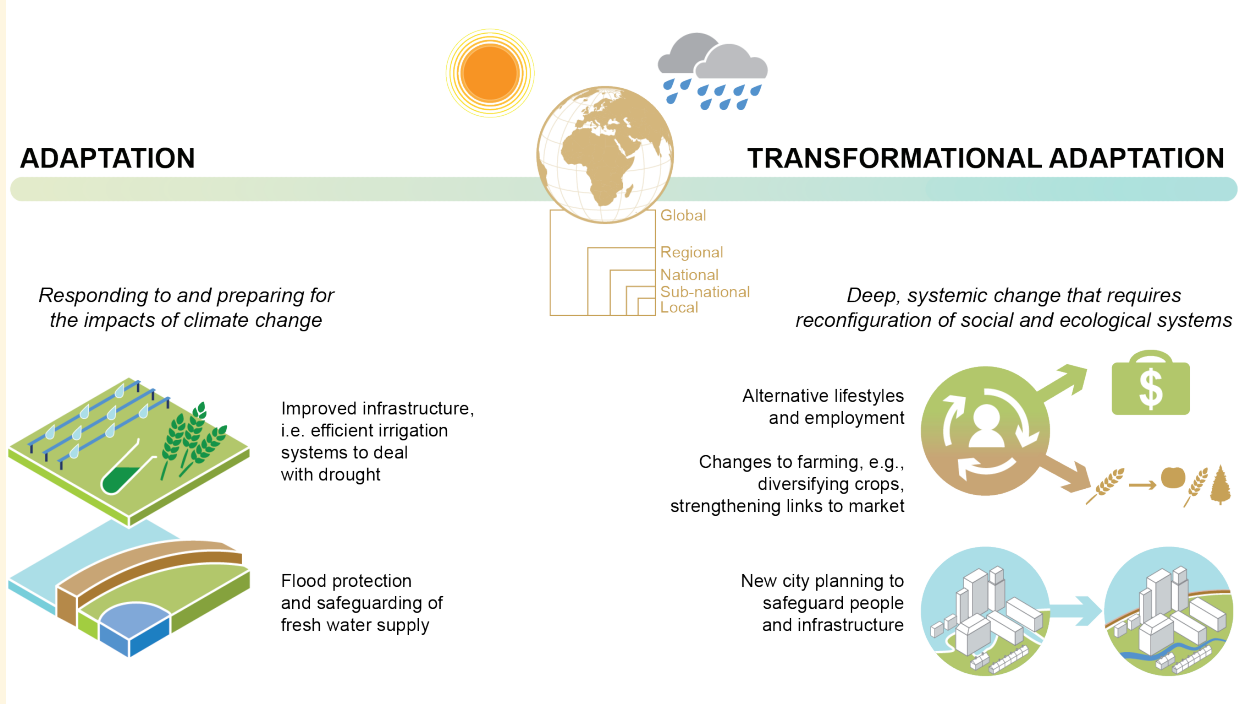 ADAPTATION
TRANSFORMATIONAL ADAPTATION
Global
Regional
National
Sub-national
Local
Responding to and preparing for
the impacts of climate change
Deep, systemic change that requires
reconfiguration of social and ecological systems
Improved infrastructure,
i.e. efficient irrigation
systems to deal
with drought
Flood protection
and safeguarding of
fresh water supply
Alternative lifestyles
and employment
$
Changes to farming, e.g.,
diversifying crops,
strengthening links to market
New city planning to
safeguard people
and infrastructure